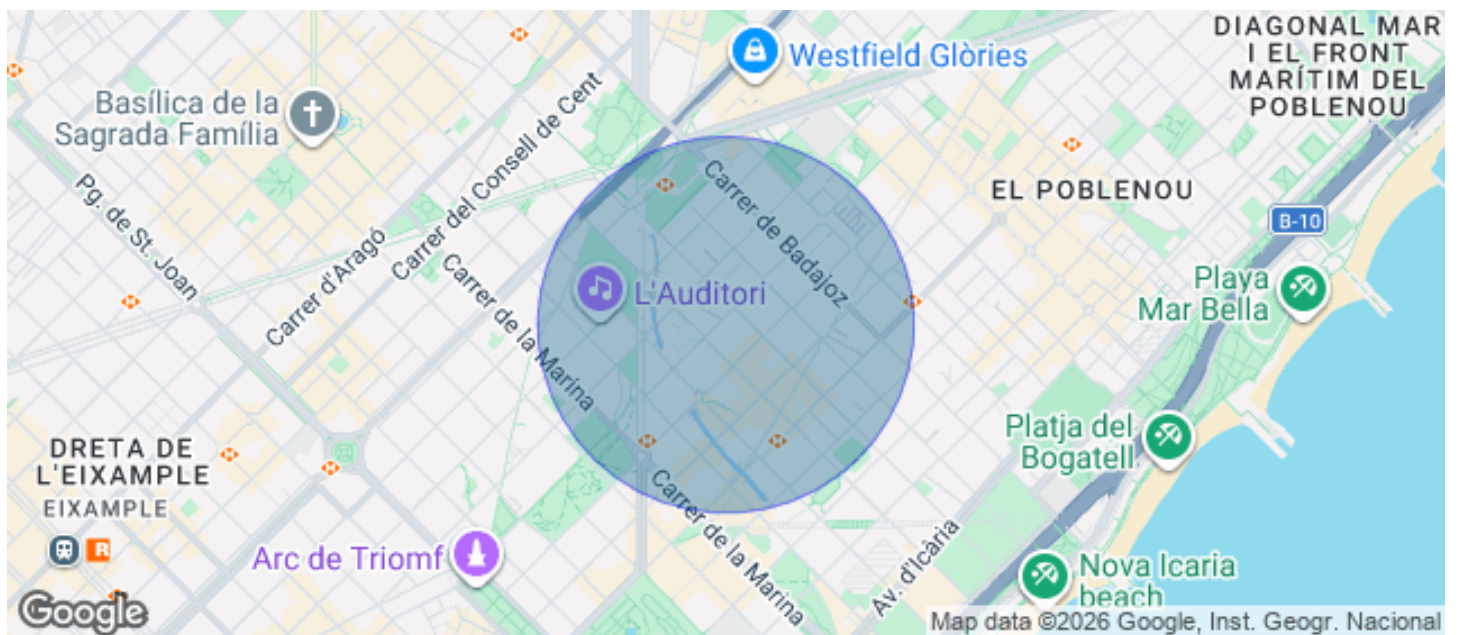 DIAGONAL MAR
I EL FRONT
MARÍTIM DEL
POBLENOU
Westfield Glòries
Basílica de la
Sagrada Família
Carrer del Consell de Cent
Pg. de St. Joan
Carrer d'Aragó
Carrer de Badajoz
EL POBLENOU
B-10
L'Auditori
Playa
Mar Bella
Carrer de la Marina
Platja del
Bogatell
DRETA DE
L'EIXAMPLE
EIXAMPLE
R
Arc de Triomf
Carrer de la Marina
Av. d'Icària
Nova Icaria
beach
Google
Map data ©2026 Google, Inst. Geogr. Nacional